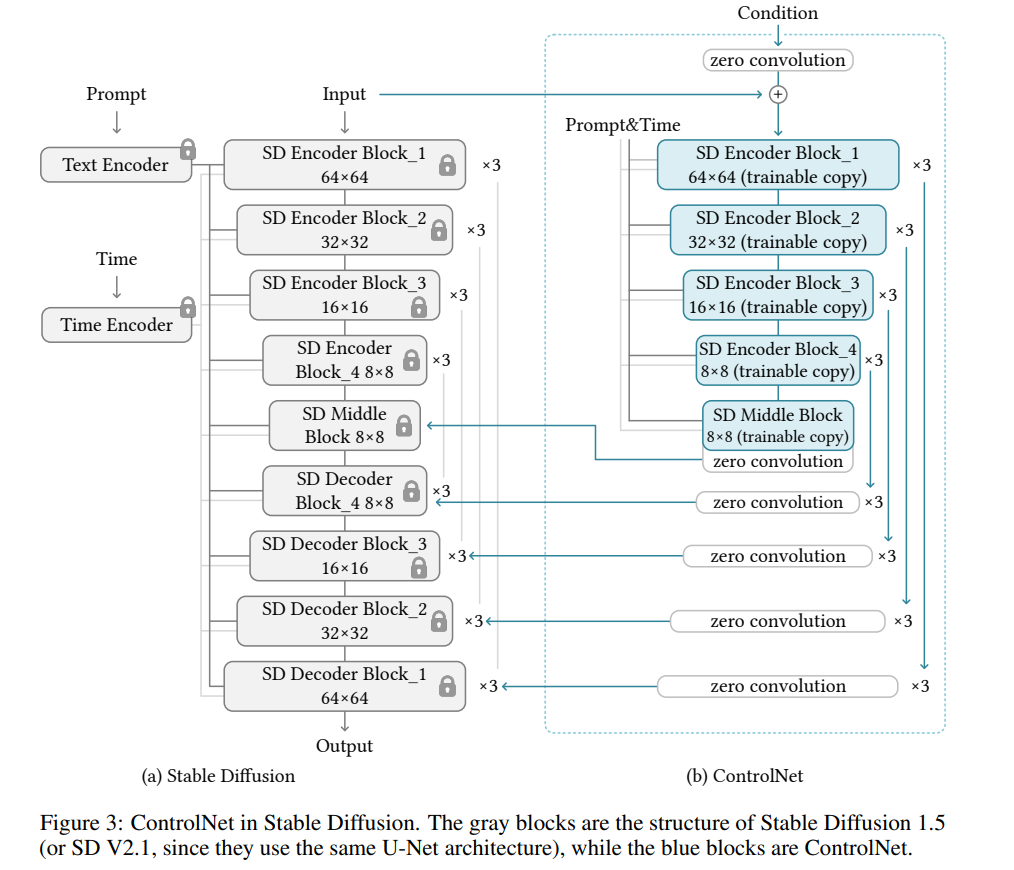 Condition
zero convolution
Prompt
Input
+
Prompt&Time
Text Encoder
SD Encoder Block_1
64×64
×3
SD Encoder Block_1
64×64 (trainable copy)
×3
SD Encoder Block_2
32×32
×3
SD Encoder Block_2
32×32 (trainable copy)
×3
Time
Time Encoder
SD Encoder Block_3
16×16
×3
SD Encoder Block_3
16×16 (trainable copy)
×3
SD Encoder
Block_4 8×8
×3
SD Encoder Block_4
8×8 (trainable copy)
×3
SD Middle
Block 8×8
SD Middle Block
8×8 (trainable copy)
zero convolution
SD Decoder
Block_4 8×8
×3
zero convolution
×3
SD Decoder Block_3
16×16
×3
zero convolution
×3
SD Decoder Block_2
32×32
×3
zero convolution
×3
SD Decoder Block_1
64×64
×3
zero convolution
×3
Output
(a) Stable Diffusion
(b) ControlNet
Figure 3: ControlNet in Stable Diffusion. The gray blocks are the structure of Stable Diffusion 1.5
(or SD V2.1, since they use the same U-Net architecture), while the blue blocks are ControlNet.